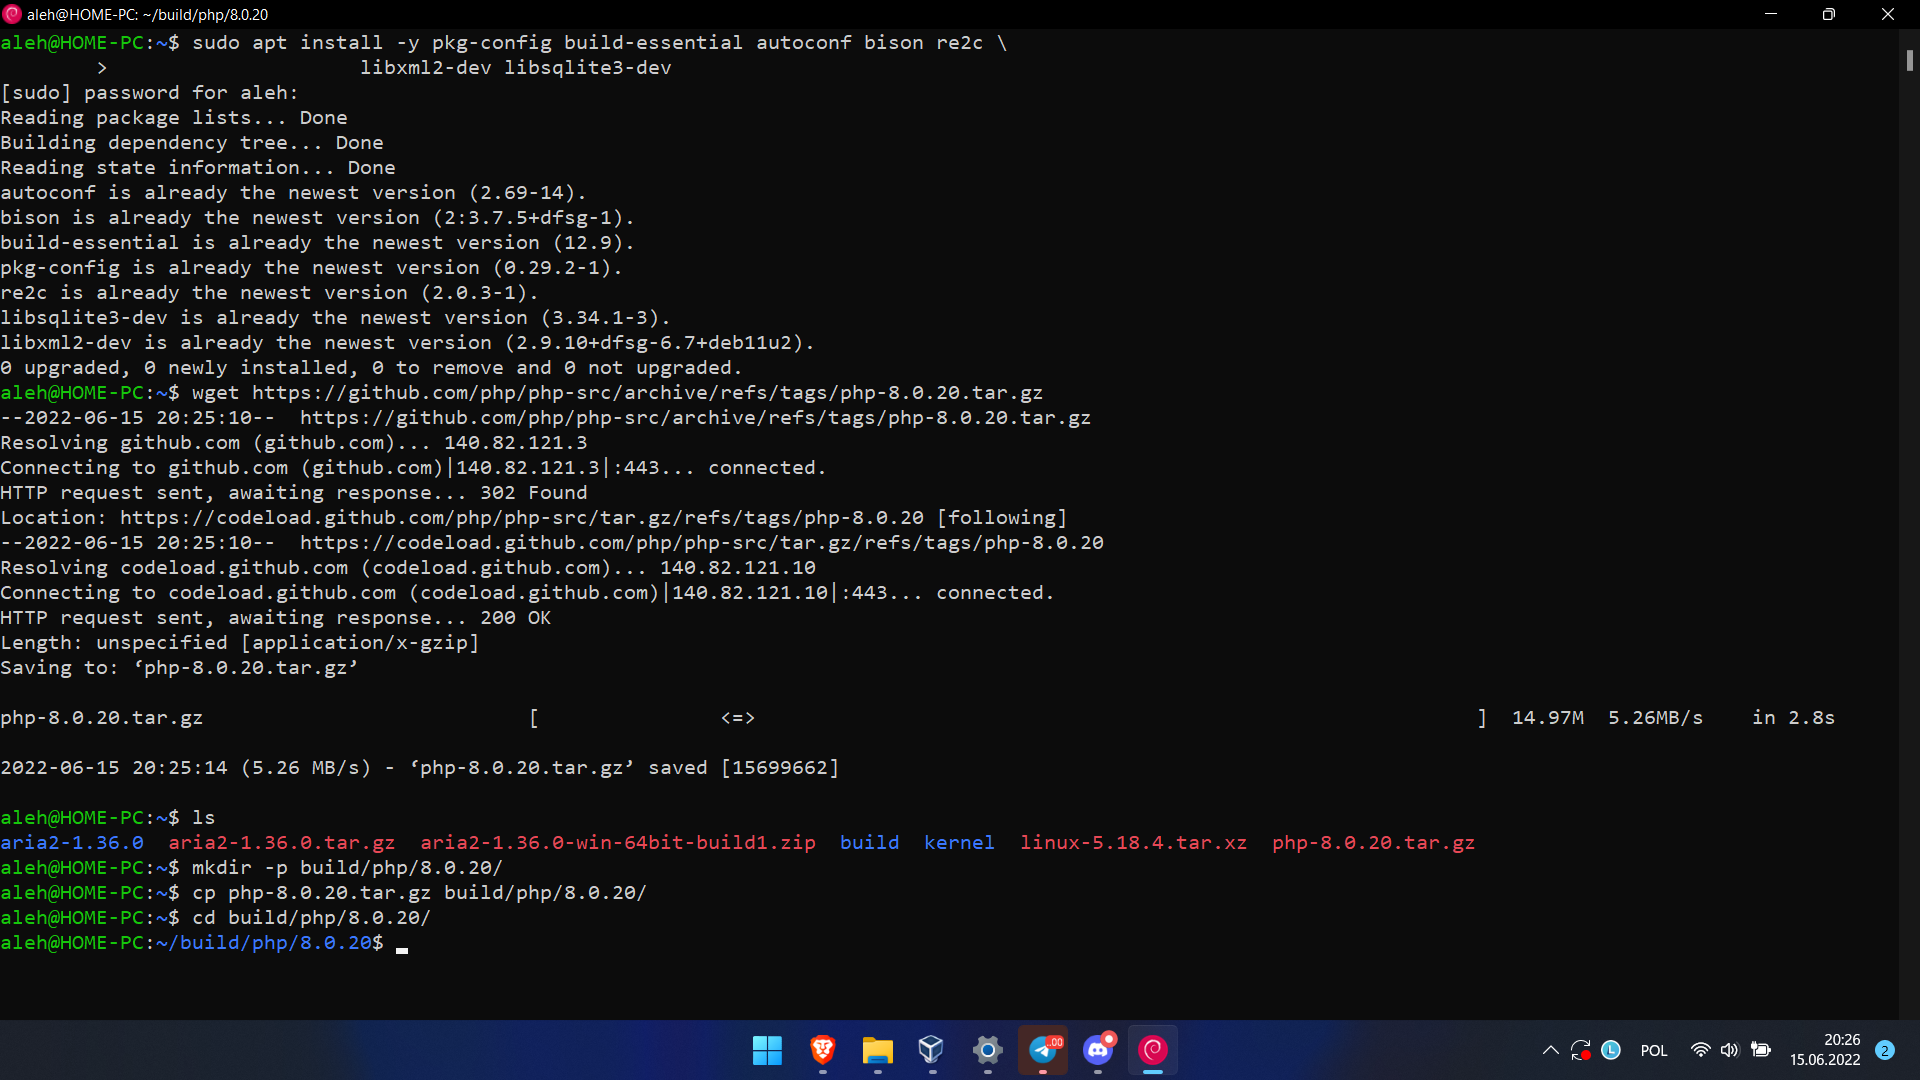 aleh@HOME-PC: ~/build/php/8.0.20
aleh@HOME-PC:~$ sudo apt install -y pkg-config build-essential autoconf bison re2c \
> libxml2-dev libsqlite3-dev
[sudo] password for aleh:
Reading package lists... Done
Building dependency tree... Done
Reading state information... Done
autoconf is already the newest version (2.69-14).
bison is already the newest version (2:3.7.5+dfsg-1).
build-essential is already the newest version (12.9).
pkg-config is already the newest version (0.29.2-1).
re2c is already the newest version (2.0.3-1).
libsqlite3-dev is already the newest version (3.34.1-3).
libxml2-dev is already the newest version (2.9.10+dfsg-6.7+deb11u2).
0 upgraded, 0 newly installed, 0 to remove and 0 not upgraded.
aleh@HOME-PC:~$ wget https://github.com/php/php-src/archive/refs/tags/php-8.0.20.tar.gz
--2022-06-15 20:25:10--  https://github.com/php/php-src/archive/refs/tags/php-8.0.20.tar.gz
Resolving github.com (github.com)... 140.82.121.3
Connecting to github.com (github.com)|140.82.121.3|:443... connected.
HTTP request sent, awaiting response... 302 Found
Location: https://codeload.github.com/php/php-src/tar.gz/refs/tags/php-8.0.20 [following]
--2022-06-15 20:25:10--  https://codeload.github.com/php/php-src/tar.gz/refs/tags/php-8.0.20
Resolving codeload.github.com (codeload.github.com)... 140.82.121.10
Connecting to codeload.github.com (codeload.github.com)|140.82.121.10|:443... connected.
HTTP request sent, awaiting response... 200 OK
Length: unspecified [application/x-gzip]
Saving to: ‘php-8.0.20.tar.gz’
php-8.0.20.tar.gz [ <=> ] 14.97M 5.26MB/s in 2.8s
2022-06-15 20:25:14 (5.26 MB/s) - ‘php-8.0.20.tar.gz’ saved [15699662]
aleh@HOME-PC:~$ ls
aria2-1.36.0  aria2-1.36.0.tar.gz  aria2-1.36.0-win-64bit-build1.zip  build  kernel  linux-5.18.4.tar.xz  php-8.0.20.tar.gz
aleh@HOME-PC:~$ mkdir -p build/php/8.0.20/
aleh@HOME-PC:~$ cp php-8.0.20.tar.gz build/php/8.0.20/
aleh@HOME-PC:~$ cd build/php/8.0.20/
aleh@HOME-PC:~/build/php/8.0.20$
.00
L
POL
20:26
15.06.2022
2